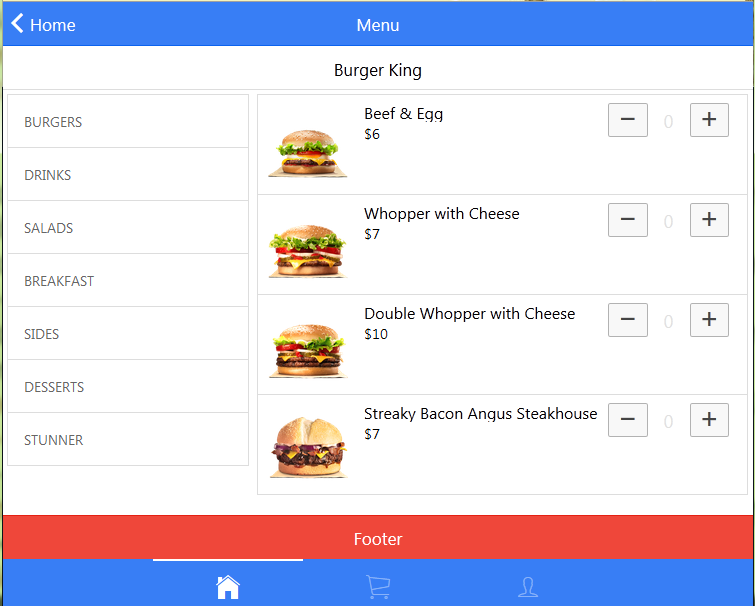 Home
Menu
Burger King
BURGERS
DRINKS
SALADS
BREAKFAST
SIDES
DESSERTS
STUNNER
Beef & Egg
$6
− 0 +
Whopper with Cheese
$7
− 0 +
Double Whopper with Cheese
$10
− 0 +
Streaky Bacon Angus Steakhouse
$7
− 0 +
Footer